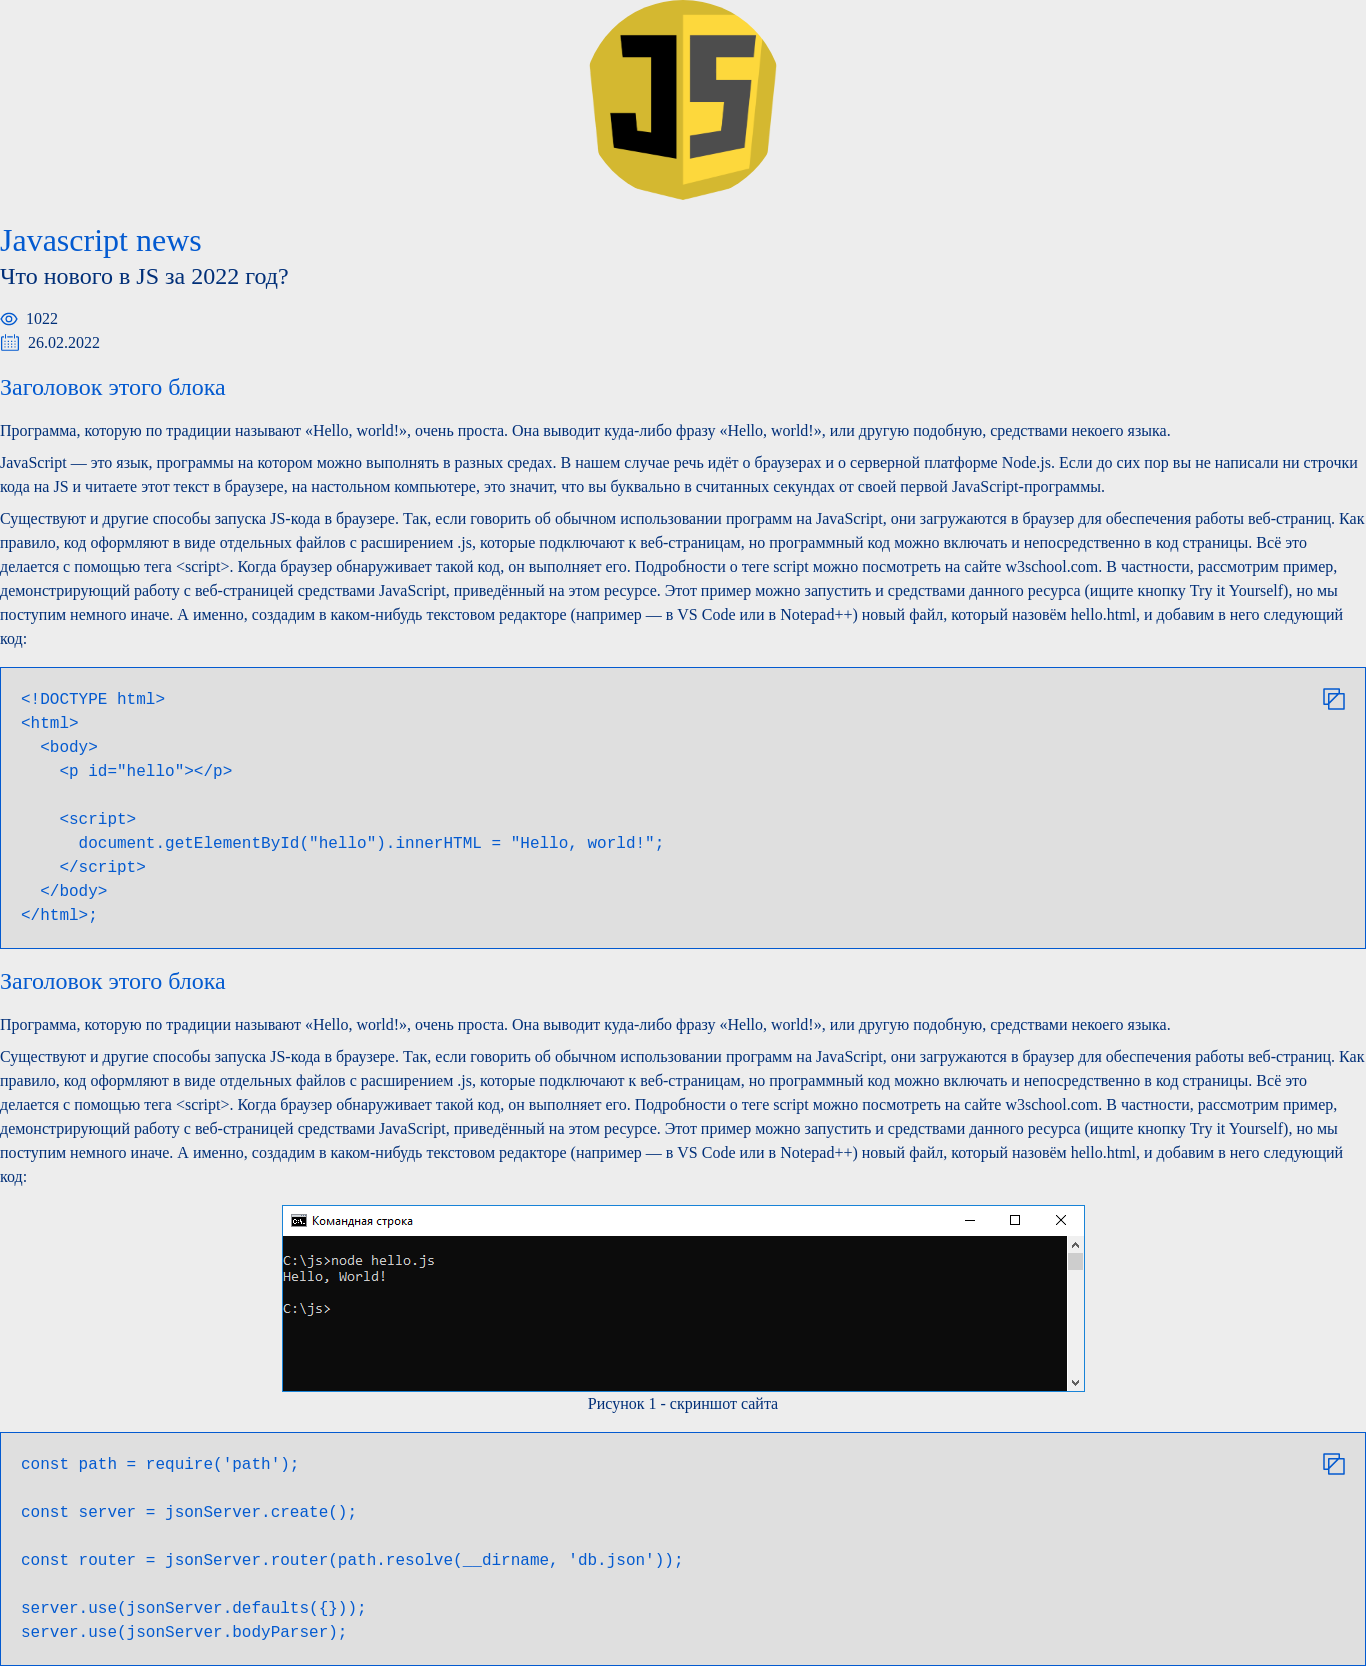 JS
Javascript news
Что нового в JS за 2022 год?
1022
26.02.2022
Заголовок этого блока
Программа, которую по традиции называют «Hello, world!», очень проста. Она выводит куда-либо фразу «Hello, world!», или другую подобную, средствами некоего языка.
JavaScript — это язык, программы на котором можно выполнять в разных средах. В нашем случае речь идёт о браузерах и о серверной платформе Node.js. Если до сих пор вы не написали ни строчки
кода на JS и читаете этот текст в браузере, на настольном компьютере, это значит, что вы буквально в считанных секундах от своей первой JavaScript-программы.
Существуют и другие способы запуска JS-кода в браузере. Так, если говорить об обычном использовании программ на JavaScript, они загружаются в браузер для обеспечения работы веб-страниц. Как
правило, код оформляют в виде отдельных файлов с расширением .js, которые подключают к веб-страницам, но программный код можно включать и непосредственно в код страницы. Всё это
делается с помощью тега <script>. Когда браузер обнаруживает такой код, он выполняет его. Подробности о теге script можно посмотреть на сайте w3school.com. В частности, рассмотрим пример,
демонстрирующий работу с веб-страницей средствами JavaScript, приведённый на этом ресурсе. Этот пример можно запустить и средствами данного ресурса (ищите кнопку Try it Yourself), но мы
поступим немного иначе. А именно, создадим в каком-нибудь текстовом редакторе (например — в VS Code или в Notepad++) новый файл, который назовём hello.html, и добавим в него следующий
код:
<!DOCTYPE html>
<html>
  <body>
    <p id="hello"></p>

    <script>
      document.getElementById("hello").innerHTML = "Hello, world!";
    </script>
  </body>
</html>;
Заголовок этого блока
Программа, которую по традиции называют «Hello, world!», очень проста. Она выводит куда-либо фразу «Hello, world!», или другую подобную, средствами некоего языка.
Существуют и другие способы запуска JS-кода в браузере. Так, если говорить об обычном использовании программ на JavaScript, они загружаются в браузер для обеспечения работы веб-страниц. Как
правило, код оформляют в виде отдельных файлов с расширением .js, которые подключают к веб-страницам, но программный код можно включать и непосредственно в код страницы. Всё это
делается с помощью тега <script>. Когда браузер обнаруживает такой код, он выполняет его. Подробности о теге script можно посмотреть на сайте w3school.com. В частности, рассмотрим пример,
демонстрирующий работу с веб-страницей средствами JavaScript, приведённый на этом ресурсе. Этот пример можно запустить и средствами данного ресурса (ищите кнопку Try it Yourself), но мы
поступим немного иначе. А именно, создадим в каком-нибудь текстовом редакторе (например — в VS Code или в Notepad++) новый файл, который назовём hello.html, и добавим в него следующий
код:
Командная строка
C:\js>node hello.js
Hello, World!
C:\js>
Рисунок 1 - скриншот сайта
const path = require('path');

const server = jsonServer.create();

const router = jsonServer.router(path.resolve(__dirname, 'db.json'));

server.use(jsonServer.defaults({}));
server.use(jsonServer.bodyParser);